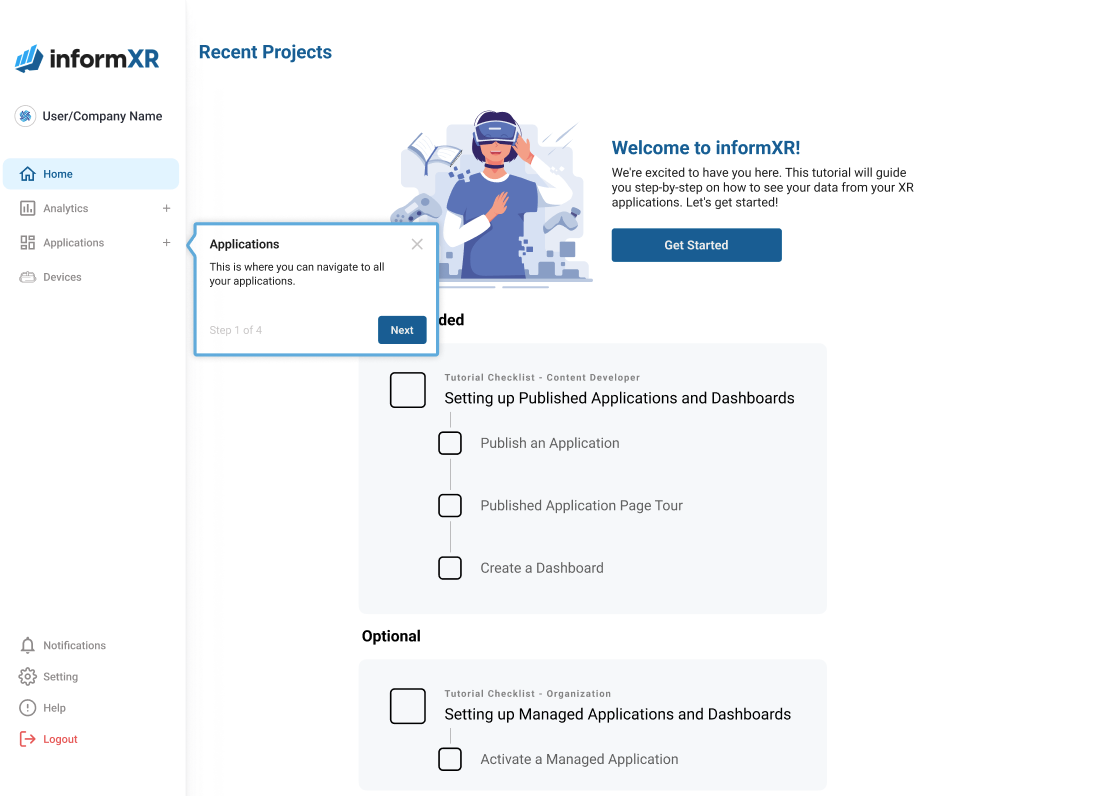 informXR
User/Company Name
Home
Analytics
Applications
Devices
Notifications
Setting
Help
Logout
Recent Projects
Welcome to informXR!
We're excited to have you here. This tutorial will guide
you step-by-step on how to see your data from your XR
applications. Let's get started!
Get Started
Applications
This is where you can navigate to all
your applications.
Step 1 of 4
Next
ded
Tutorial Checklist - Content Developer
Setting up Published Applications and Dashboards
Publish an Application
Published Application Page Tour
Create a Dashboard
Optional
Tutorial Checklist - Organization
Setting up Managed Applications and Dashboards
Activate a Managed Application